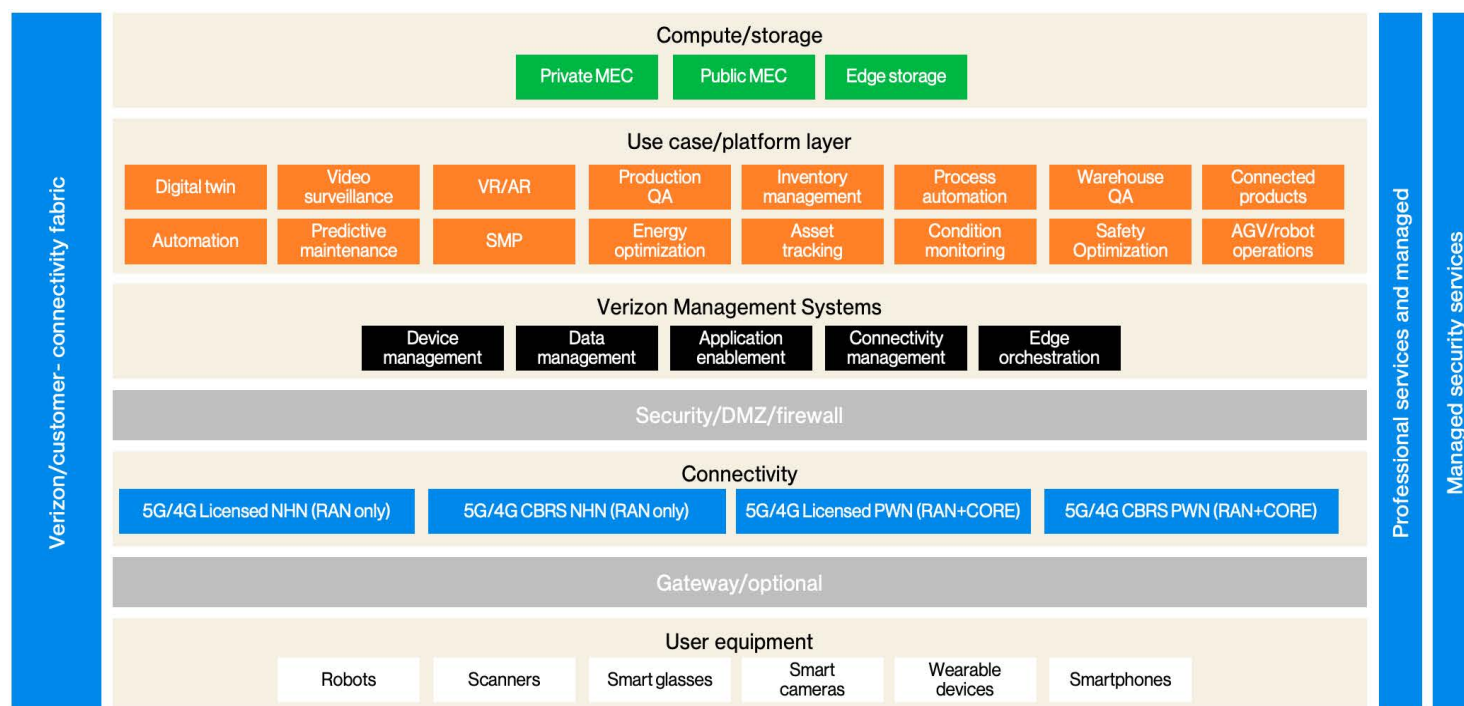 Verizon/customer- connectivity fabric
Compute/storage
Private MEC
Public MEC
Edge storage
Use case/platform layer
Digital twin
Video
surveillance
VR/AR
Production
QA
Inventory
management
Process
automation
Warehouse
QA
Connected
products
Automation
Predictive
maintenance
SMP
Energy
optimization
Asset
tracking
Condition
monitoring
Safety
Optimization
AGV/robot
operations
Verizon Management Systems
Device
management
Data
management
Application
enablement
Connectivity
management
Edge
orchestration
Security/DMZ/firewall
Connectivity
5G/4G Licensed NHN (RAN only)
5G/4G CBRS NHN (RAN only)
5G/4G Licensed PWN (RAN+CORE)
5G/4G CBRS PWN (RAN+CORE)
Gateway/optional
User equipment
Robots
Scanners
Smart glasses
Smart
cameras
Wearable
devices
Smartphones
Professional services and managed
Managed security services